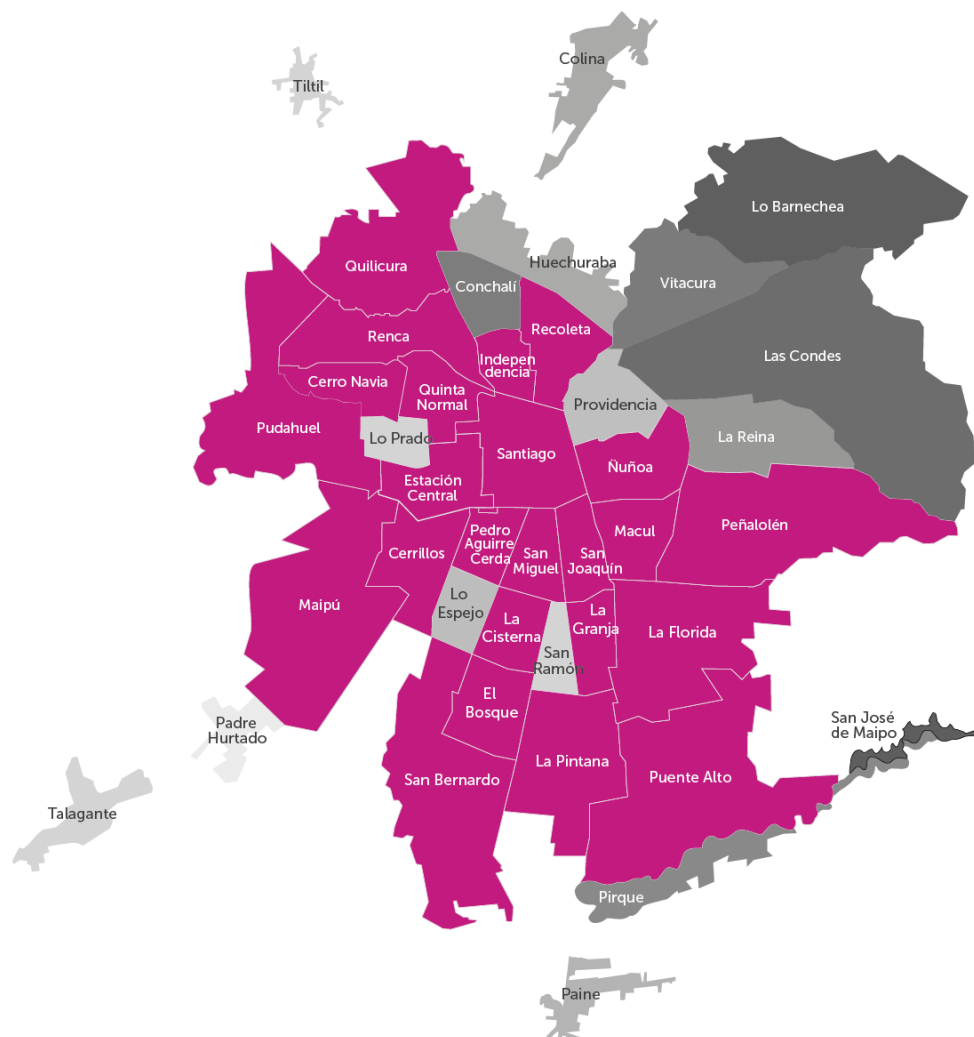 Colina
Tiltil
Lo Barnechea
Quilicura
Huechuraba
Vitacura
Conchalí
Renca
Recoleta
Las Condes
Indepen
dencia
Cerro Navia
Quinta
Normal
Providencia
Pudahuel
Lo Prado
La Reina
Santiago
Ñuñoa
Estación
Central
Peñalolén
Pedro
Aguirre
Cerda
Macul
Cerrillos
San
Miguel
San
Joaquín
Lo
Espejo
Maipú
La
Cisterna
La
Granja
La Florida
San
Ramón
El
Bosque
Padre
Hurtado
San José
de Maipo
La Pintana
San Bernardo
Puente Alto
Talagante
Pirque
Paine